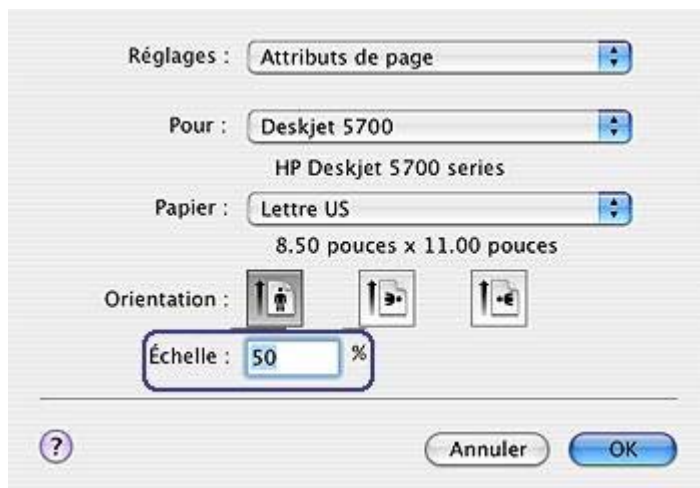 Réglages : Attributs de page
Pour : Deskjet 5700
HP Deskjet 5700 series
Papier : Lettre US
8.50 pouces x 11.00 pouces
Orientation :
Échelle : 50 %
? Annuler OK